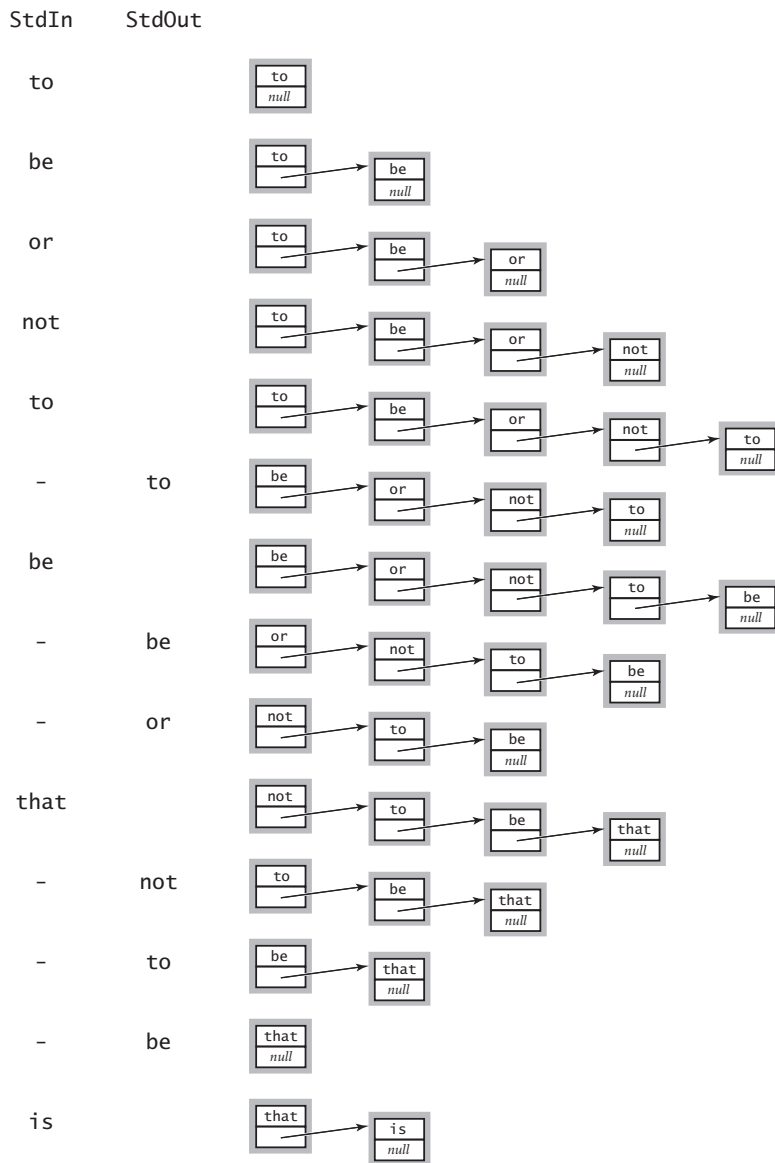 StdIn StdOut
to
to
null
be
to be
null
or
to be or
null
not
to be or not
null
to
to be or not to
null
- to
be or not to
null
be
be or not to be
null
- be
or not to be
null
- or
not to be
null
that
not to be that
null
- not
to be that
null
- to
be that
null
- be
that
null
is
that is
null